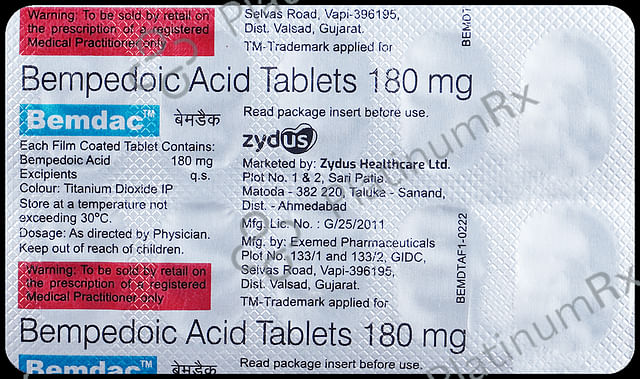 Warning: To be sold by retail on
the prescription of a registered
Medical Practitioner only
Selvas Road, Vapi-396195,
Dist. Valsad, Gujarat.
TM-Trademark applied for
BEMDT
Bempedoic Acid Tablets 180 mg
Bemdac™ बेमडैक
Read package insert before use.
Each Film Coated Tablet Contains:
Bempedoic Acid 180 mg
Excipients q.s.
Colour: Titanium Dioxide IP
Store at a temperature not
exceeding 30°C.
Dosage: As directed by Physician.
Keep out of reach of children.
zydus
Marketed by: Zydus Healthcare Ltd.
Plot No. 1 & 2, Sari Patia
Matoda - 382 220, Taluka - Sanand,
Dist. - Ahmedabad
Mfg. Lic. No. : G/25/2011
Mfg. by: Exemed Pharmaceuticals
Plot No. 133/1 and 133/2, GIDC,
Selvas Road, Vapi-396195,
Dist. Valsad, Gujarat.
TM-Trademark applied for
BEMDTAF1-0222
Warning: To be sold by retail on
the prescription of a registered
Medical Practitioner only
Bempedoic Acid Tablets 180 mg
Bemdac™ बेमडैक
Read package insert before use.
PlatinumRx
PlatinumRx
PlatinumRx